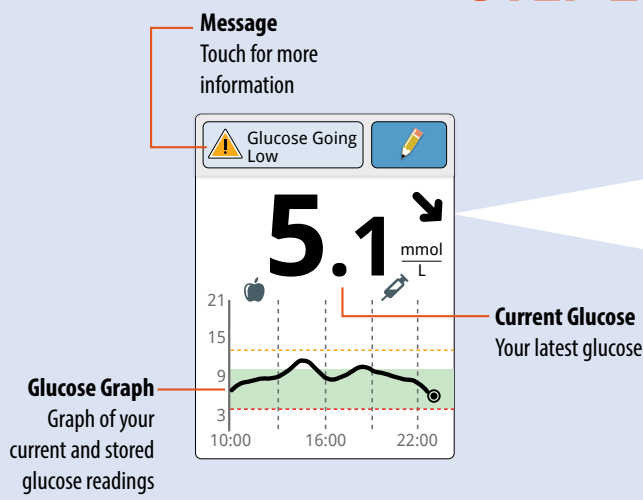 Message
Touch for more
information
Glucose Going
Low
5.1
mmol
L
21
15
9
3
10:00
16:00
22:00
Current Glucose
Your latest glucose
Glucose Graph
Graph of your
current and stored
glucose readings